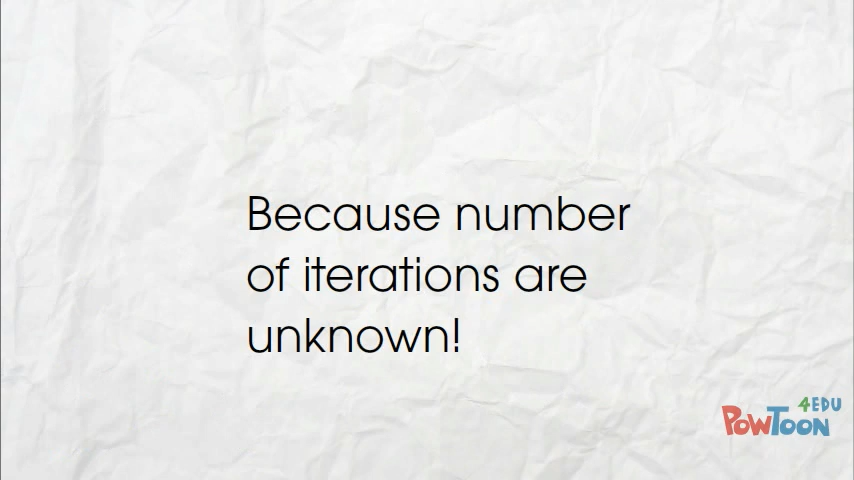 Because number
of iterations are
unknown!
4EDU
PowToon